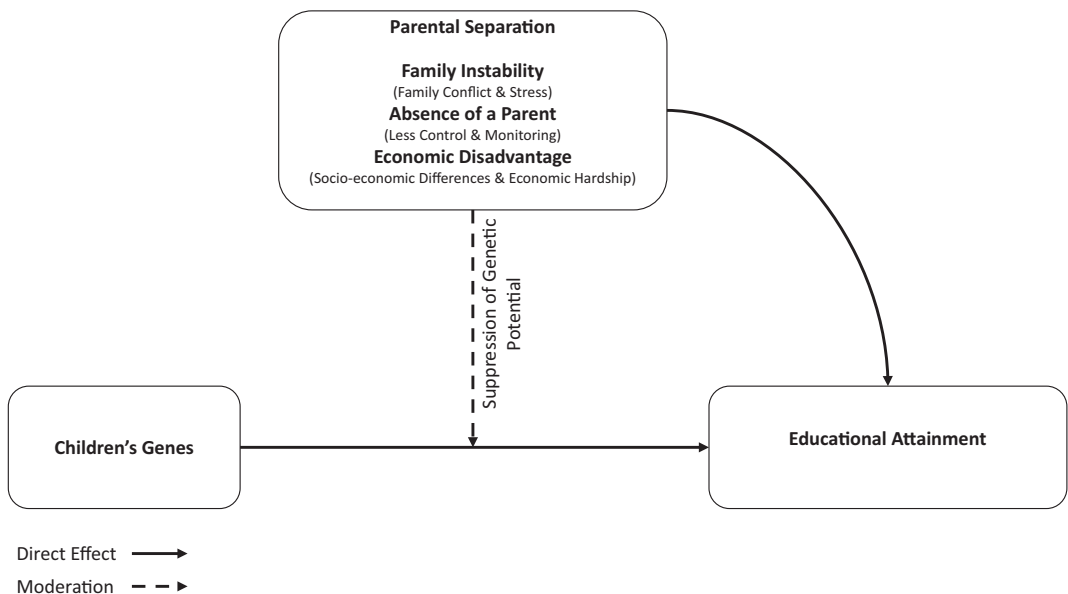 Parental Separation
Family Instability
(Family Conflict & Stress)
Absence of a Parent
(Less Control & Monitoring)
Economic Disadvantage
(Socio-economic Differences & Economic Hardship)
Suppression of Genetic
Potential
Children’s Genes
Educational Attainment
Direct Effect
Moderation